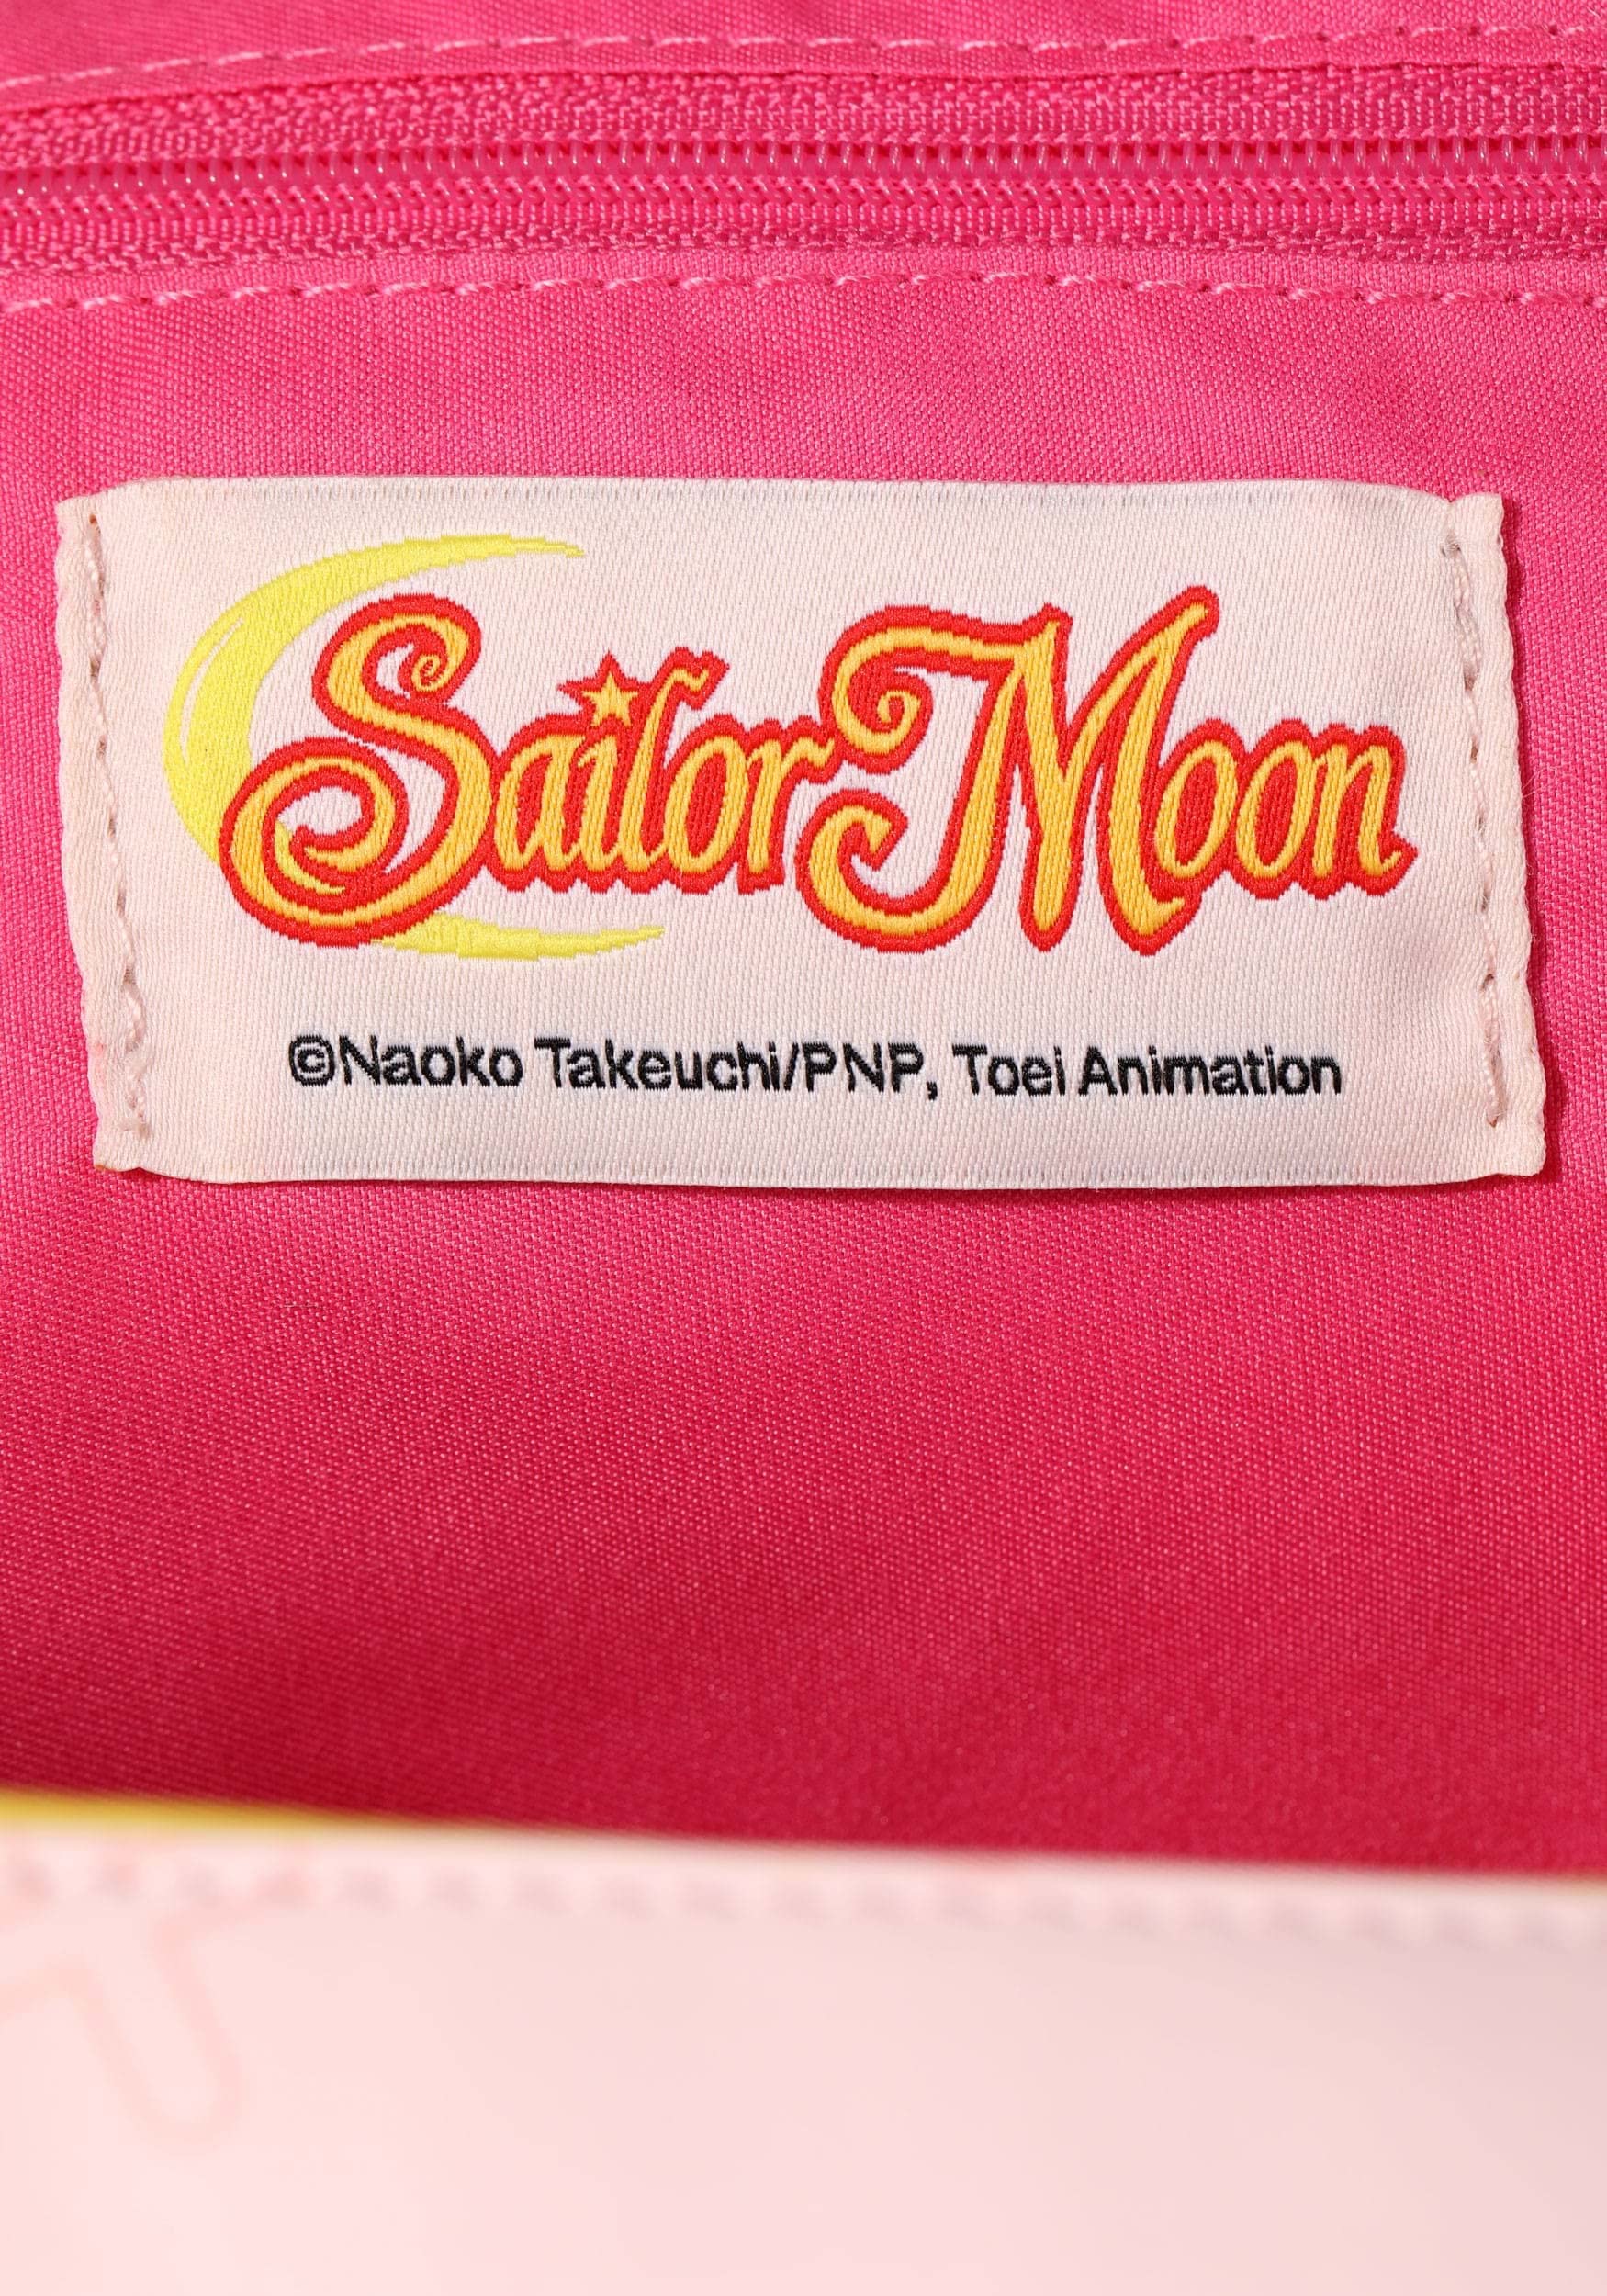 Sailor Moon
©Naoko Takeuchi/PNP, Toei Animation